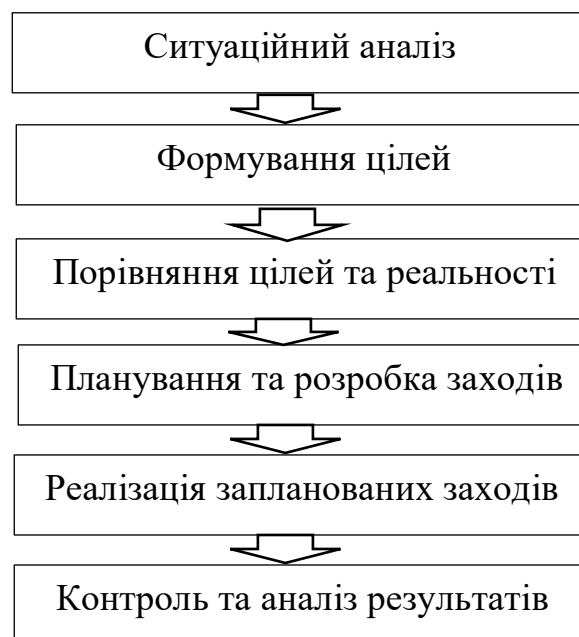 Ситуаційний аналіз
Формування цілей
Порівняння цілей та реальності
Планування та розробка заходів
Реалізація запланованих заходів
Контроль та аналіз результатів